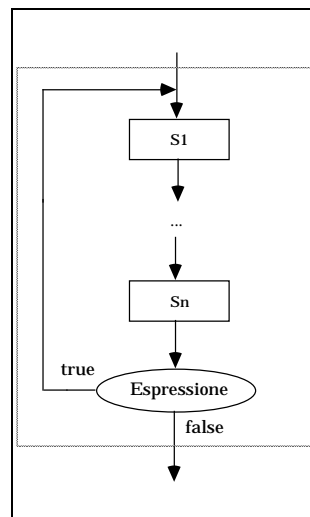 S1
...
Sn
true
Espressione
false